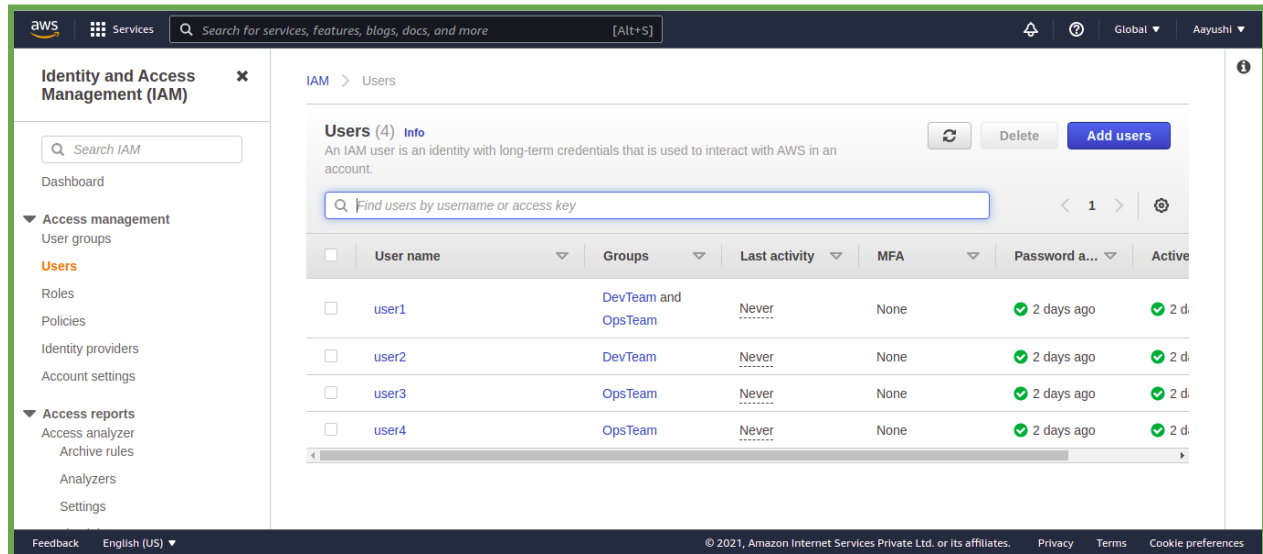 aws
Services
Search for services, features, blogs, docs, and more
[Alt+S]
Global ▼
Aayushi ▼
Identity and Access
Management (IAM)
Search IAM
Dashboard
Access management
User groups
Users
Roles
Policies
Identity providers
Account settings
Access reports
Access analyzer
Archive rules
Analyzers
Settings
IAM > Users
Users (4) Info
An IAM user is an identity with long-term credentials that is used to interact with AWS in an
account.
Delete
Add users
Find users by username or access key
< 1 >
User name Groups Last activity MFA Password a... Active
user1 DevTeam and OpsTeam Never None 2 days ago 2 d
user2 DevTeam Never None 2 days ago 2 d
user3 OpsTeam Never None 2 days ago 2 d
user4 OpsTeam Never None 2 days ago 2 d
Feedback English (US) ▼
© 2021, Amazon Internet Services Private Ltd. or its affiliates. Privacy Terms Cookie preferences